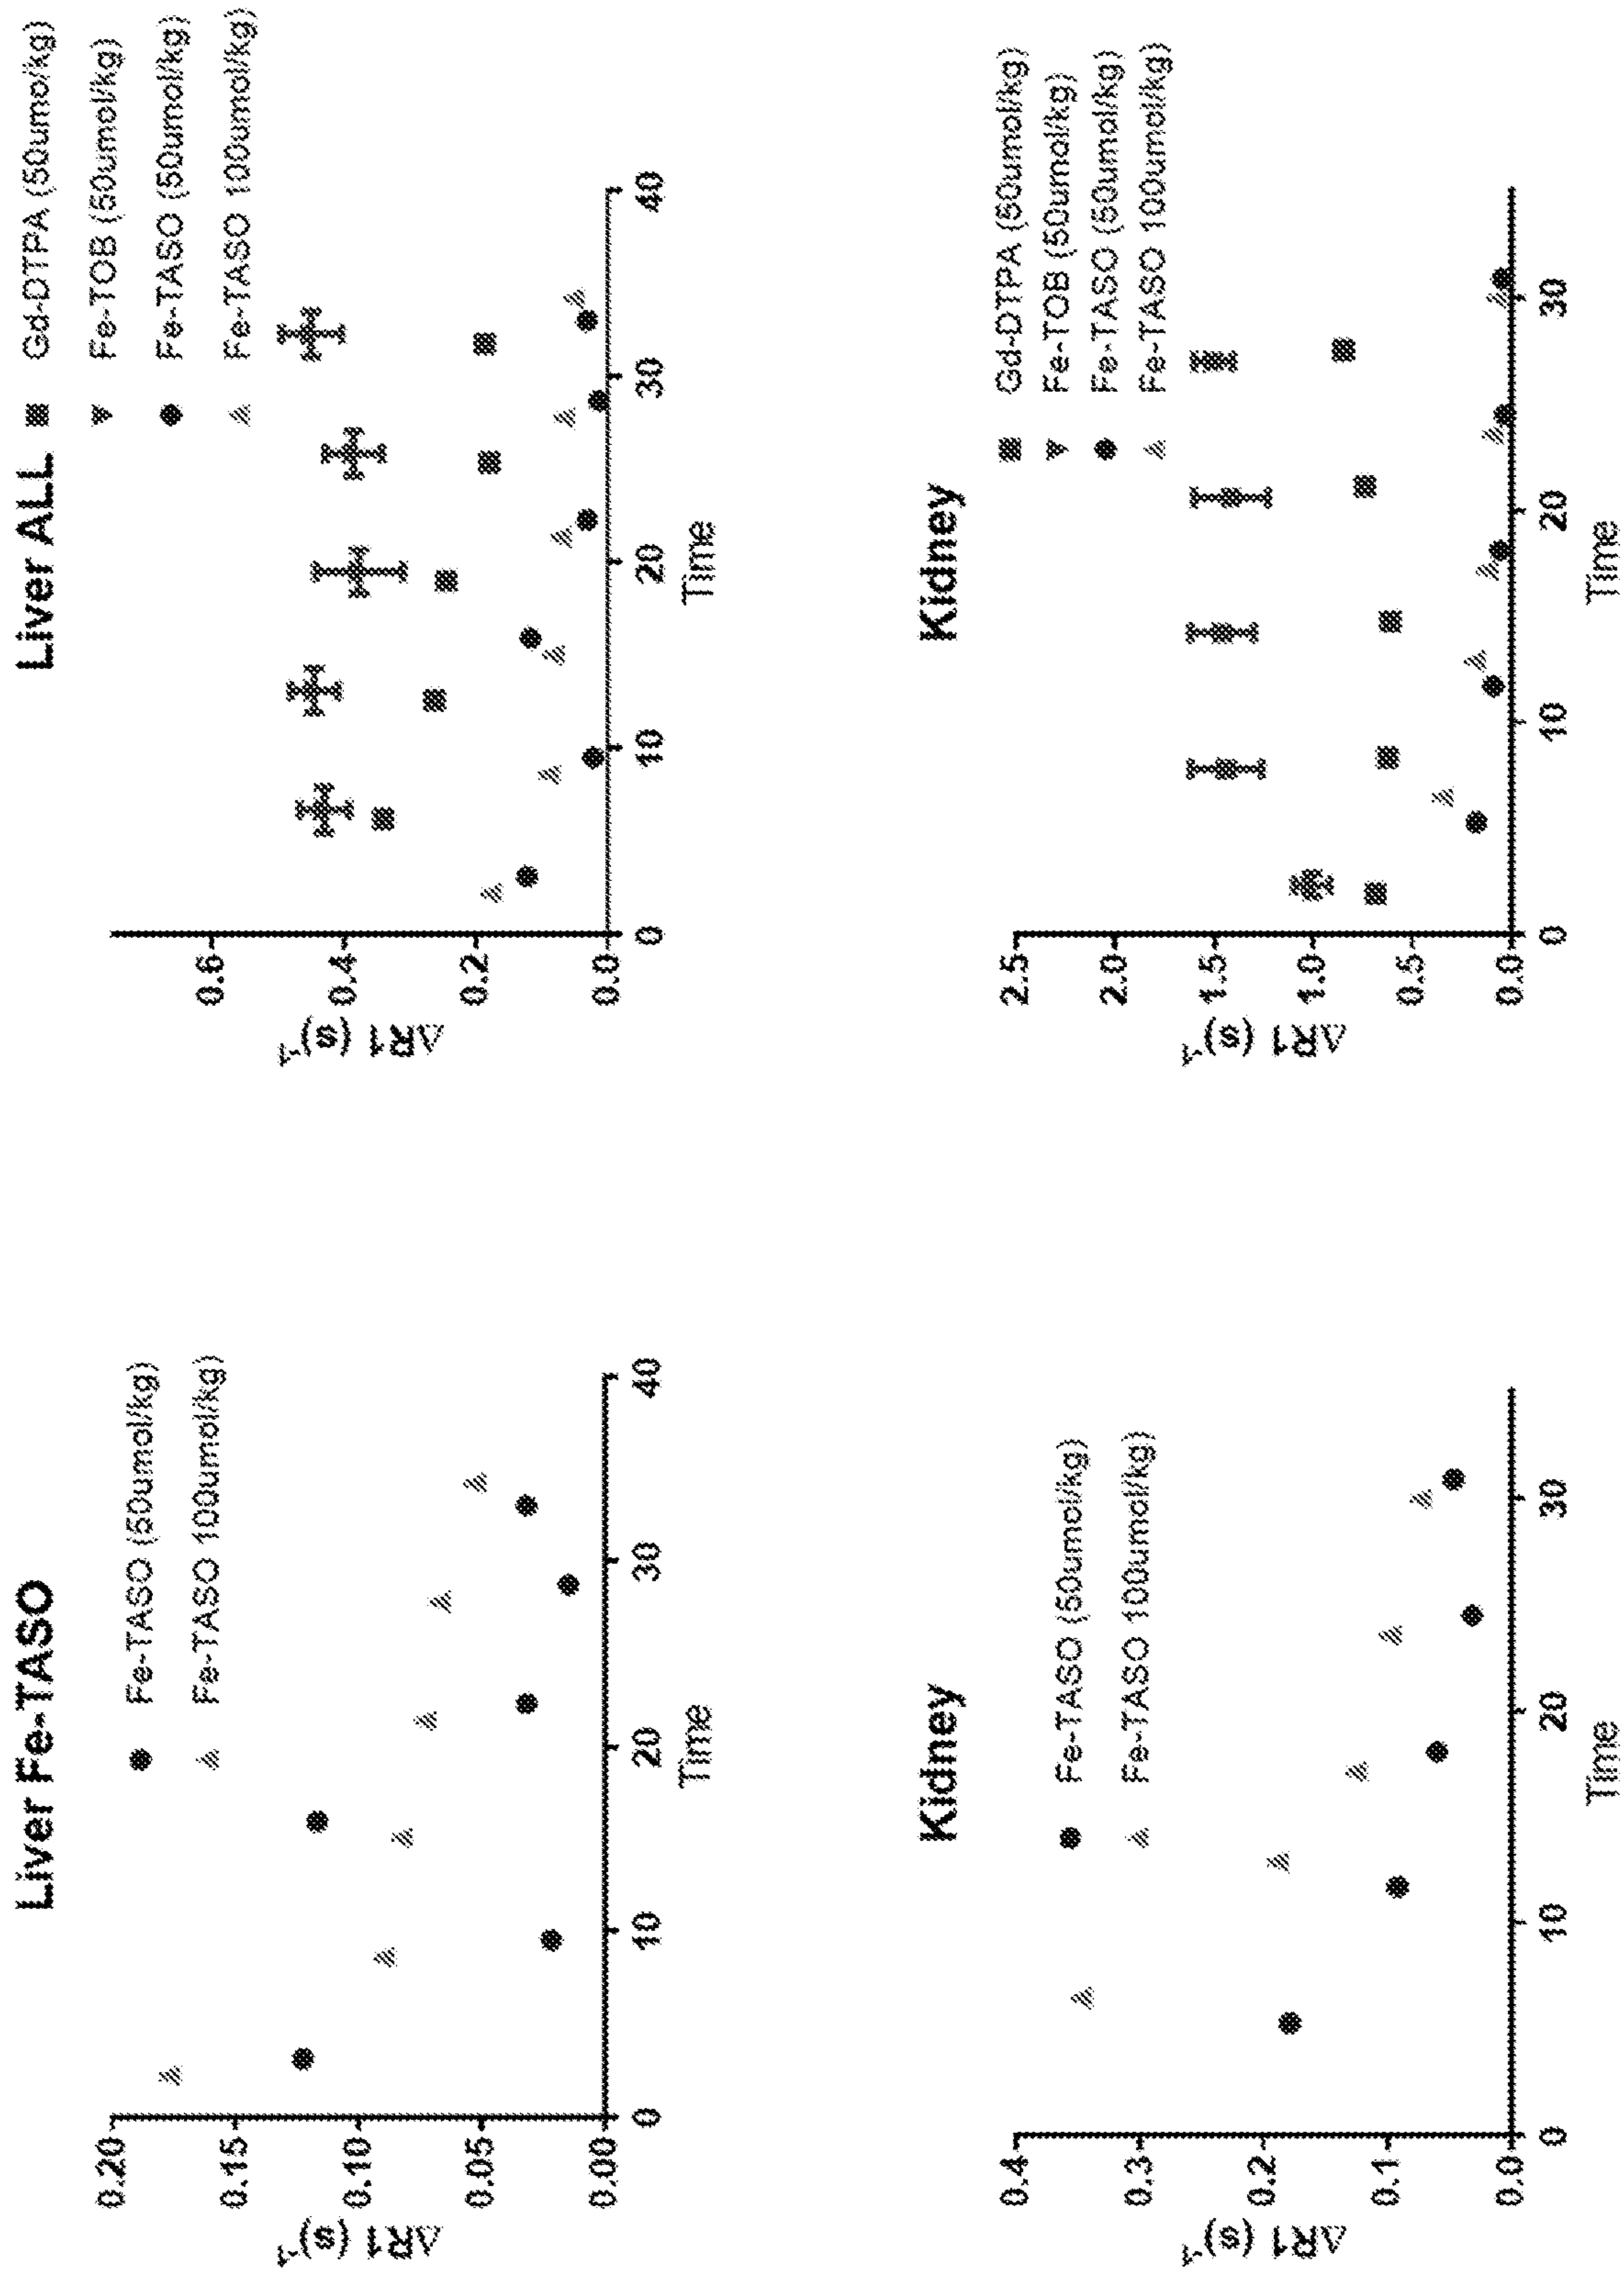 Liver Fe-TASO
Fe-TASO (50umol/kg)
Fe-TASO 100umol/kg)
ΔR1 (s)-1
0.20
0.15
0.10
0.05
0.00
0 10 20 30 40
Time
Liver ALL
Gd-DTPA (50umo/kg)
Fe-TOB (50umol/kg)
Fe-TASO (50umol/kg)
Fe-TASO 100umol/kg)
ΔR1 (s)-1
0.6
0.4
0.2
0.0
0 10 20 30 40
Time
Kidney
Fe-TASO (50umol/kg)
Fe-TASO 100umol/kg)
ΔR1 (s)-1
0.4
0.3
0.2
0.1
0.0
0 10 20 30
Time
Kidney
Gd-DTPA (50umol/kg)
Fe-TOB (50umol/kg)
Fe-TASO (50umol/kg)
Fe-TASO 100umol/kg)
ΔR1 (s)-1
2.5
2.0
1.5
1.0
0.5
0.0
0 10 20 30
Time